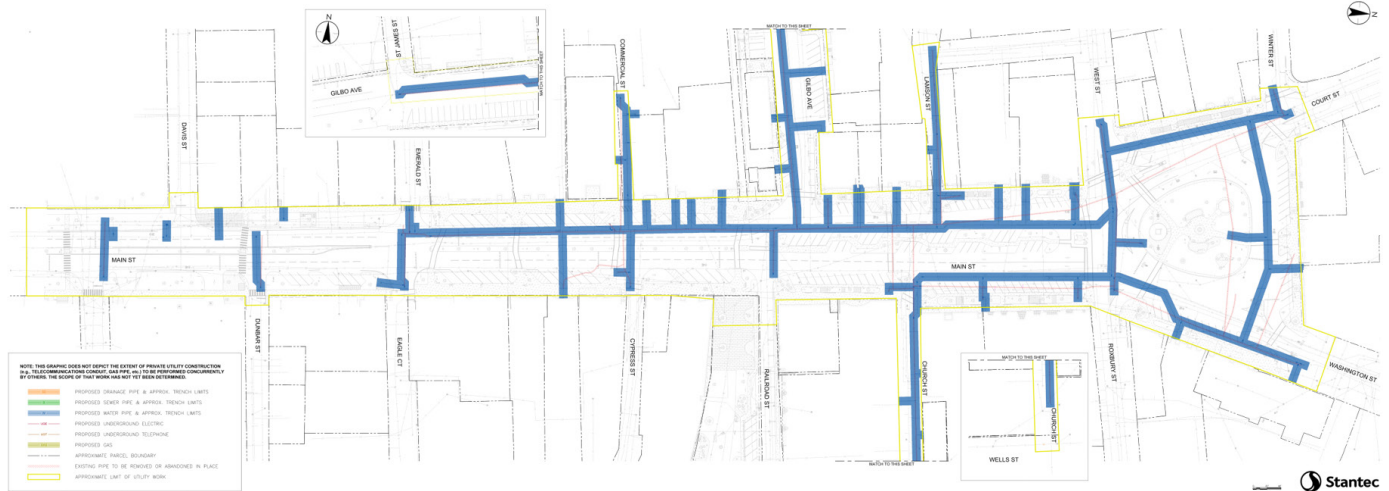 MATCH TO THIS SHEET
MATCH TO THIS SHEET
N
ST JAMES ST
GILBO AVE
MATCH TO THIS SHEET
N
COMMERCIAL ST
GILBO AVE
LAMSON ST
WEST ST
WINTER ST
COURT ST
DAVIS ST
EMERALD ST
MAIN ST
MAIN ST
DUNBAR ST
EAGLE CT
CYPRESS ST
RAILROAD ST
CHURCH ST
ROXBURY ST
WASHINGTON ST
MATCH TO THIS SHEET
CHURCH ST
WELLS ST
NOTE: THIS GRAPHIC DOES NOT DEPICT THE EXTENT OF PRIVATE UTILITY CONSTRUCTION
(e.g., TELECOMMUNICATIONS CONDUIT, GAS PIPE, etc.) TO BE PERFORMED CONCURRENTLY
BY OTHERS. THE SCOPE OF THAT WORK HAS NOT YET BEEN DETERMINED.
PROPOSED DRAINAGE PIPE & APPROX. TRENCH LIMITS
PROPOSED SEWER PIPE & APPROX. TRENCH LIMITS
PROPOSED WATER PIPE & APPROX. TRENCH LIMITS
PROPOSED UNDERGROUND ELECTRIC
PROPOSED UNDERGROUND TELEPHONE
PROPOSED GAS
APPROXIMATE PARCEL BOUNDARY
EXISTING PIPE TO BE REMOVED OR ABANDONED IN PLACE
APPROXIMATE LIMIT OF UTILITY WORK
Stantec